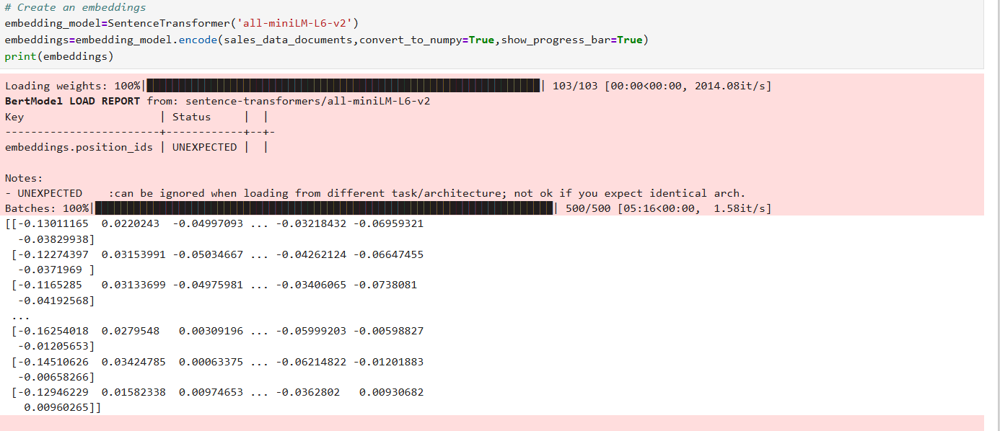 # Create an embeddings
embedding_model=SentenceTransformer('all-miniLM-L6-v2')
embeddings=embedding_model.encode(sales_data_documents,convert_to_numpy=True,show_progress_bar=True)
print(embeddings)
Loading weights: 100%|██████████| 103/103 [00:00<00:00, 2014.08it/s]
BertModel LOAD REPORT from: sentence-transformers/all-miniLM-L6-v2
Key                     | Status     |  |
------------------------+------------+--+-
embeddings.position_ids | UNEXPECTED |  |
Notes:
- UNEXPECTED    :can be ignored when loading from different task/architecture; not ok if you expect identical arch.
Batches: 100%|██████████| 500/500 [05:16<00:00,  1.58it/s]
[[-0.13011165  0.0220243  -0.04997093 ... -0.03218432 -0.06959321
  -0.03829938]
 [-0.12274397  0.03153991 -0.05034667 ... -0.04262124 -0.06647455
  -0.0371969 ]
 [-0.1165285   0.03133699 -0.04975981 ... -0.03406065 -0.0738081
  -0.04192568]
 ...
 [-0.16254018  0.0279548   0.00309196 ... -0.05999203 -0.00598827
  -0.01205653]
 [-0.14510626  0.03424785  0.00063375 ... -0.06214822 -0.01201883
  -0.00658266]
 [-0.12946229  0.01582338  0.00974653 ... -0.0362802   0.00930682
   0.00960265]]